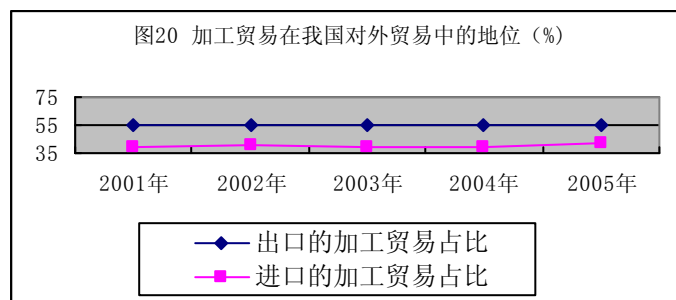 图20 加工贸易在我国对外贸易中的地位（%）
75
55
35
2001年 2002年 2003年 2004年 2005年
出口的加工贸易占比
进口的加工贸易占比